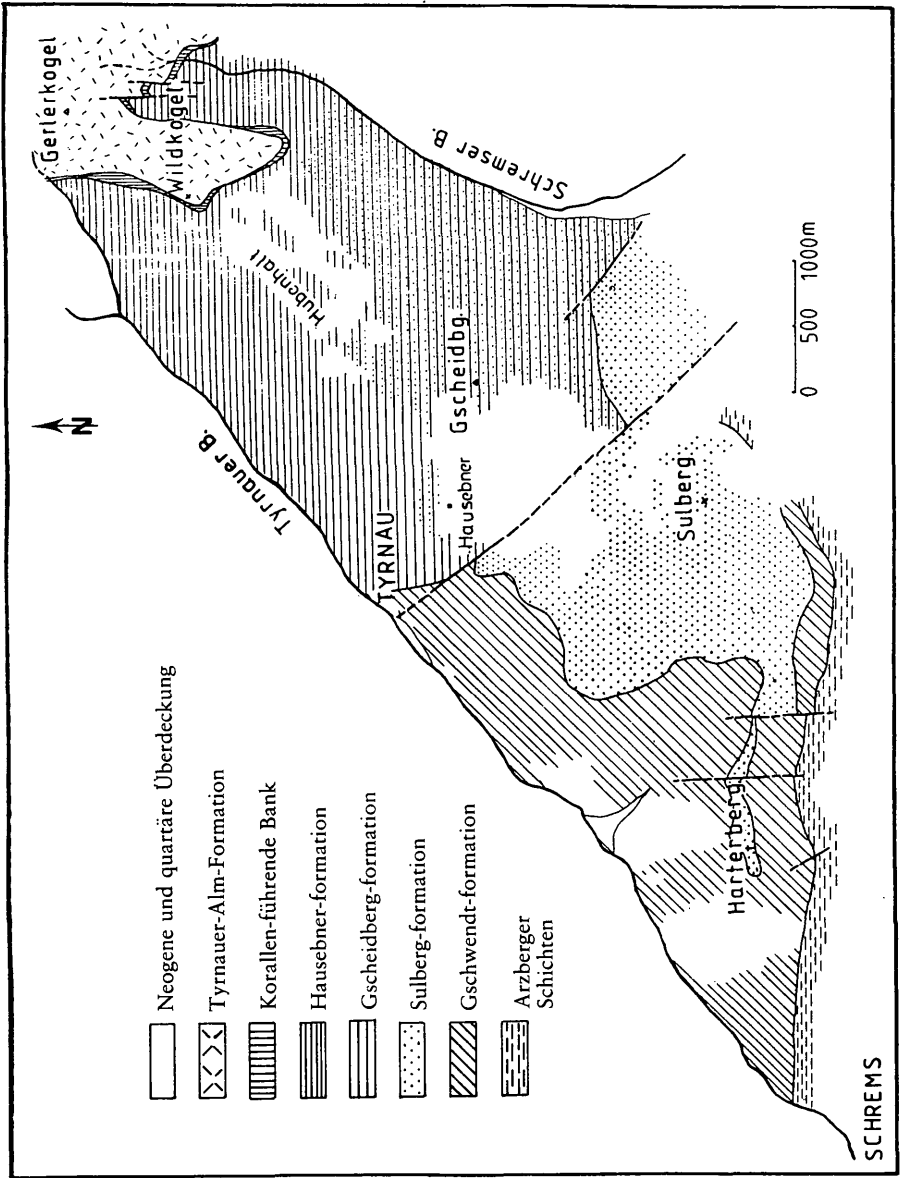 Gerlerkogel
Wildkogel
Hubenhalt
Schremser B.
Tyrnauer B.
N
Gscheidbg
Hausebner
TYRNAU
Sulberg
0 500 1000m
Harterberg
SCHREMS
Neogene und quartäre Überdeckung
Tyrnauer-Alm-Formation
Korallen-führende Bank
Hausebner-formation
Gscheidberg-formation
Sulberg-formation
Gschwendt-formation
Arzberger
Schichten